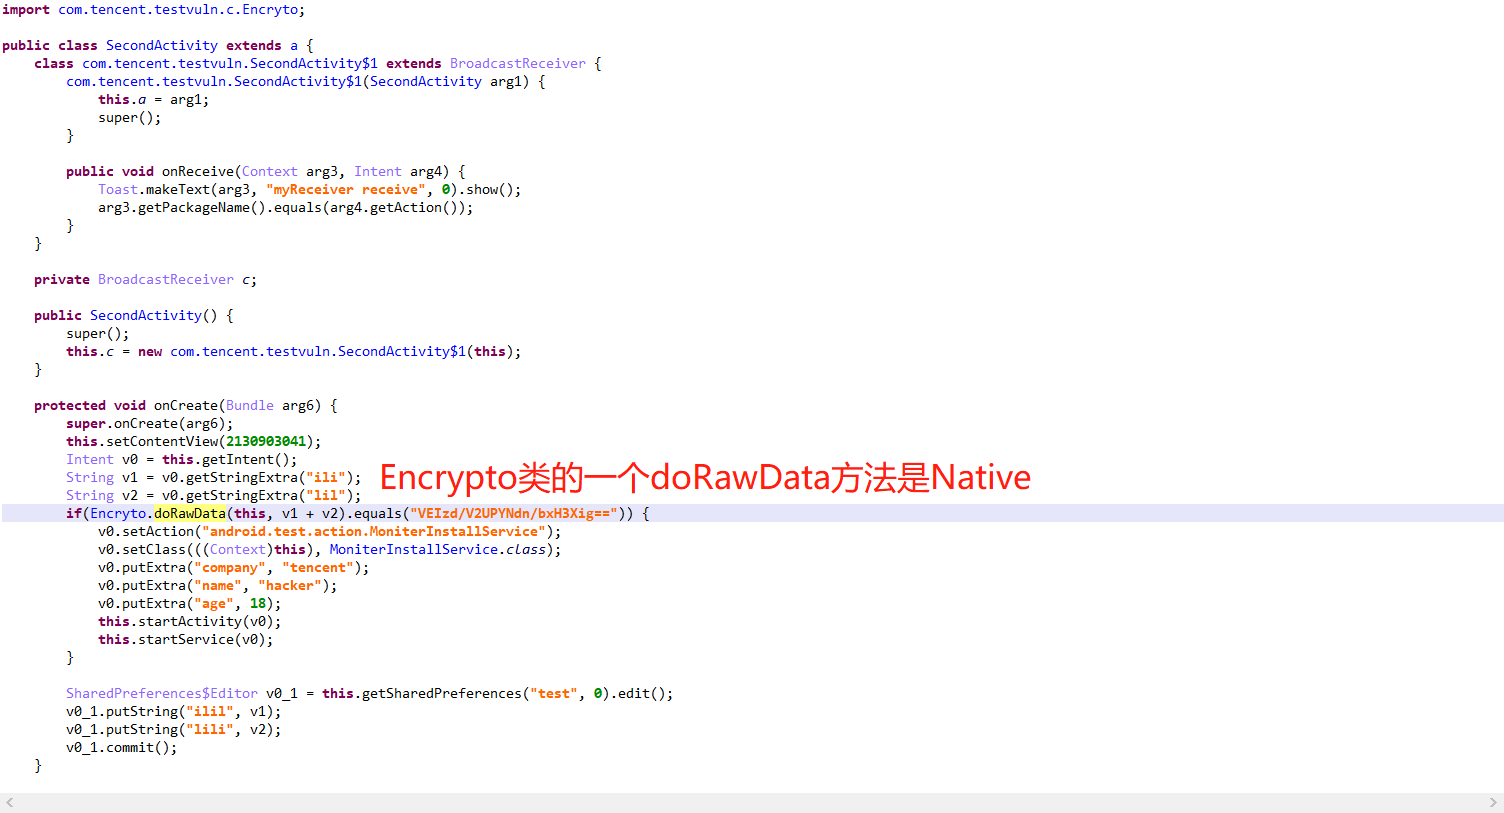 import com.tencent.testvuln.c.Encryto;
public class SecondActivity extends a {
class com.tencent.testvuln.SecondActivity$1 extends BroadcastReceiver {
com.tencent.testvuln.SecondActivity$1(SecondActivity arg1) {
this.a = arg1;
super();
}
public void onReceive(Context arg3, Intent arg4) {
Toast.makeText(arg3, "myReceiver receive", 0).show();
arg3.getPackageName().equals(arg4.getAction());
}
}
private BroadcastReceiver c;
public SecondActivity() {
super();
this.c = new com.tencent.testvuln.SecondActivity$1(this);
}
protected void onCreate(Bundle arg6) {
super.onCreate(arg6);
this.setContentView(2130903041);
Intent v0 = this.getIntent();
String v1 = v0.getStringExtra("ili");
Encrypto类的一个doRawData方法是Native
String v2 = v0.getStringExtra("lil");
if(Encryto.doRawData(this, v1 + v2).equals("VEIzd/V2UPYNdn/bxH3Xig==")) {
v0.setAction("android.test.action.MoniterInstallService");
v0.setClass(((Context)this), MoniterInstallService.class);
v0.putExtra("company", "tencent");
v0.putExtra("name", "hacker");
v0.putExtra("age", 18);
this.startActivity(v0);
this.startService(v0);
}
SharedPreferences$Editor v0_1 = this.getSharedPreferences("test", 0).edit();
v0_1.putString("ilil", v1);
v0_1.putString("lili", v2);
v0_1.commit();
}